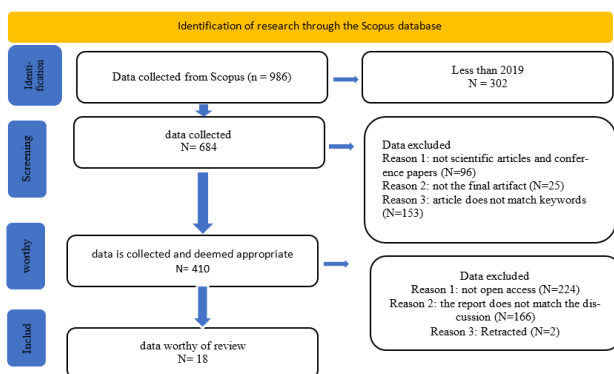 Identification of research through the Scopus database
Identi-
fication
Data collected from Scopus (n = 986)
Less than 2019
N = 302
Screening
data collected
N= 684
Data excluded
Reason 1: not scientific articles and confer-
ence papers (N=96)
Reason 2: not the final artifact (N=25)
Reason 3: article does not match keywords
(N=153)
worthy
data is collected and deemed appropriate
N= 410
Data excluded
Reason 1: not open access (N=224)
Reason 2: the report does not match the dis-
cussion (N=166)
Reason 3: Retracted (N=2)
Includ
data worthy of review
N= 18